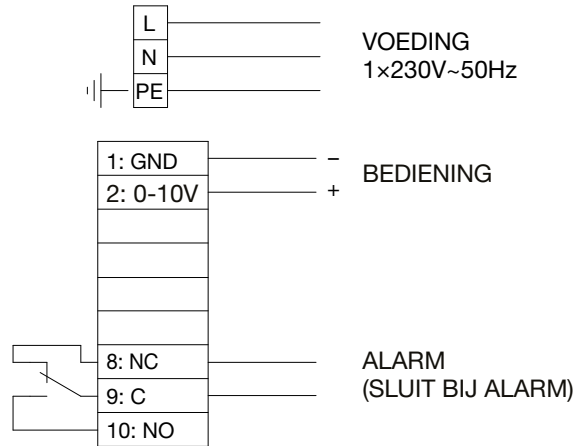 L
N
PE
VOEDING
1×230V~50Hz
1: GND
2: 0-10V
–
+
BEDIENING
8: NC
9: C
10: NO
ALARM
(SLUIT BIJ ALARM)